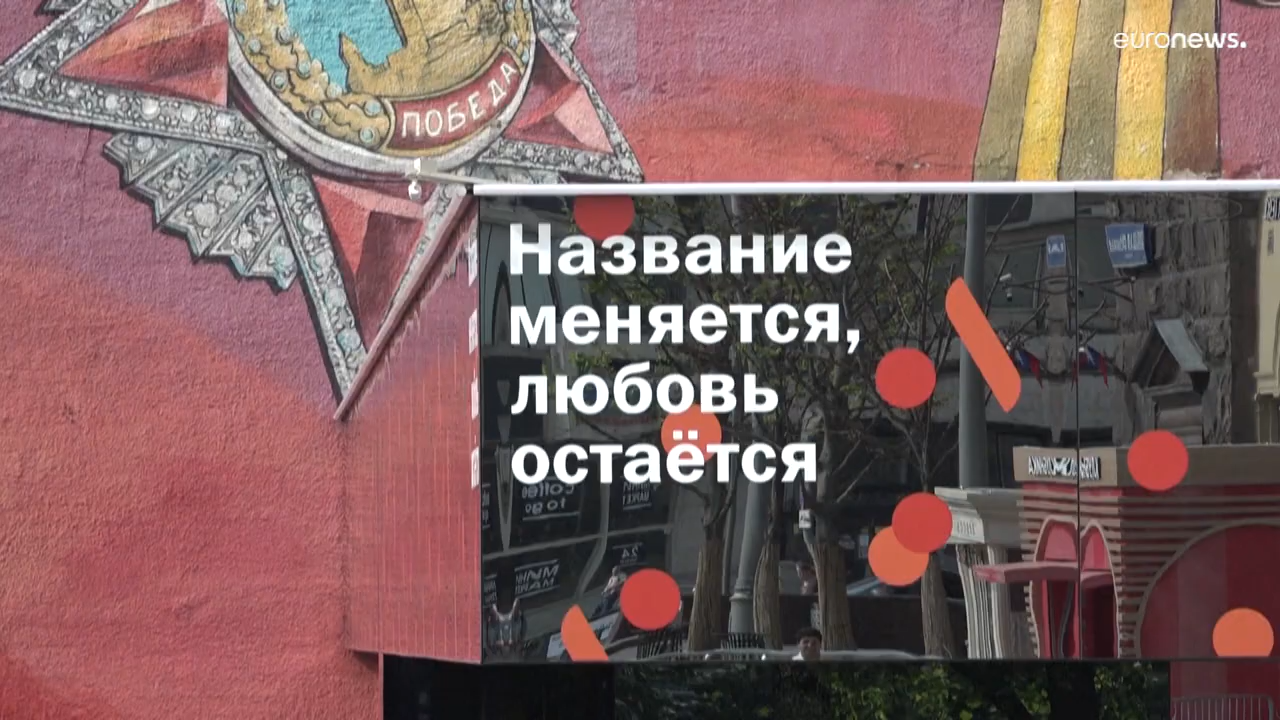 euronews.
ПОБЕДА
Название
меняется,
любовь
остаётся